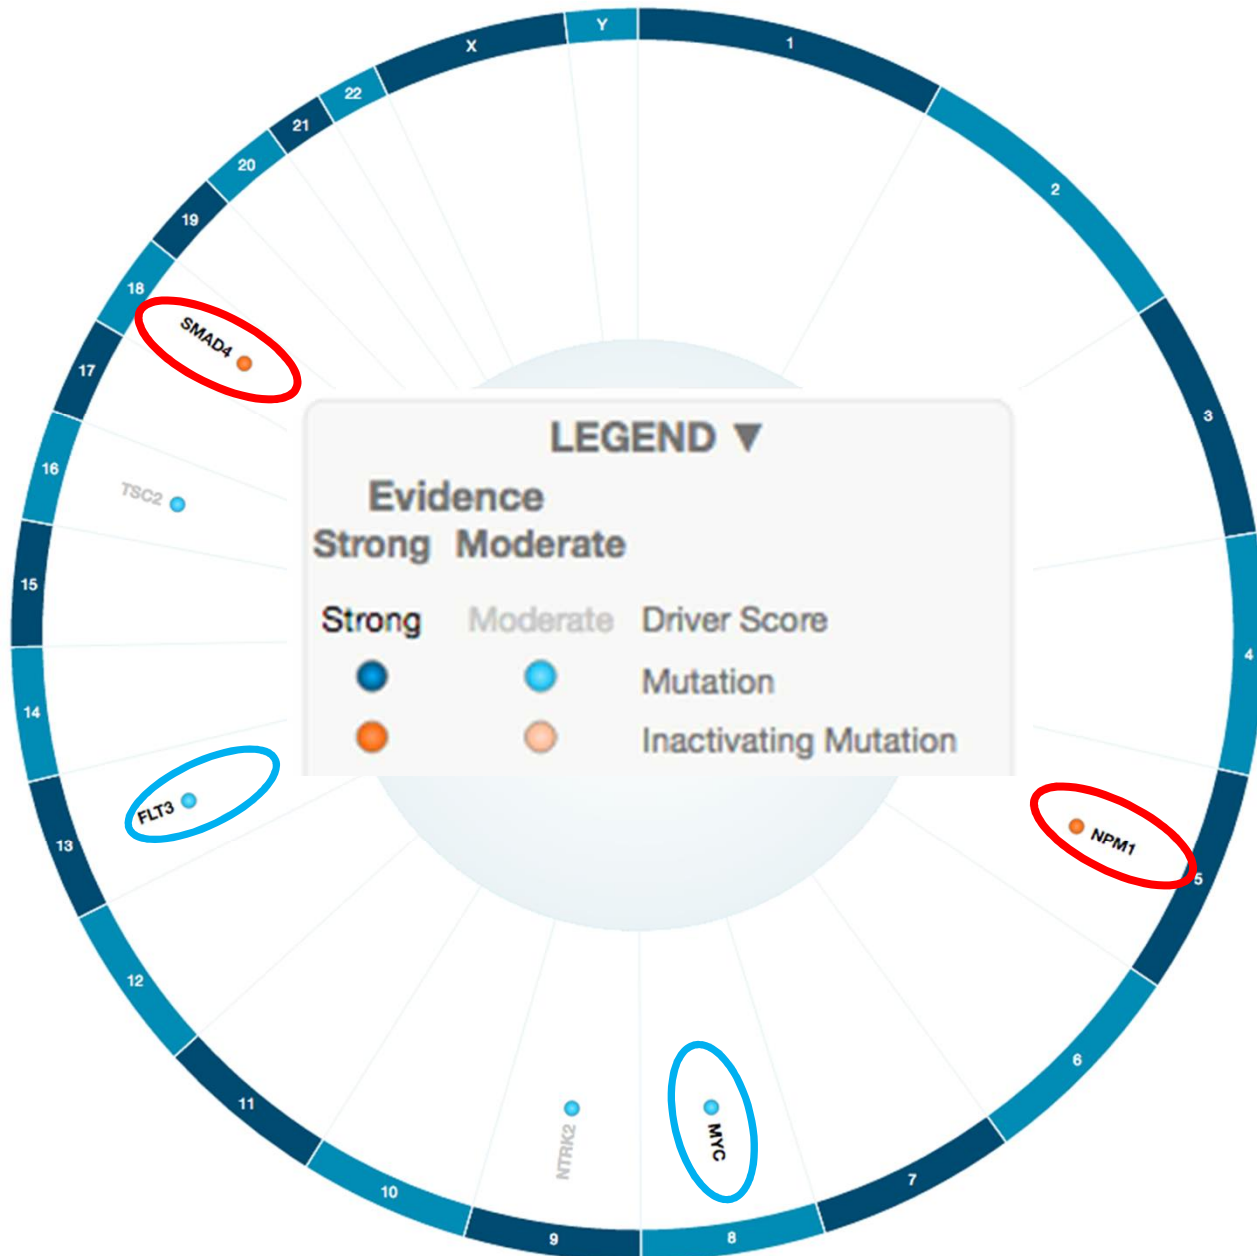 Y
1
X
22
21
2
20
19
18
SMAD4
17
3
LEGEND ▼
16
Evidence
TSC2
Strong Moderate
15
Strong Moderate Driver Score
4
Mutation
14
Inactivating Mutation
FLT3
NPM1
13
5
12
6
11
MYC
NTRK2
7
10
8
9